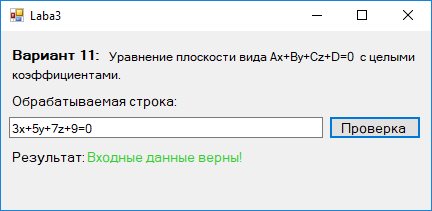 Laba3
Вариант 11: Уравнение плоскости вида Ax+By+Cz+D=0 с целыми
коэффициентами.
Обрабатываемая строка:
3x+5y+7z+9=0 Проверка
Результат: Входные данные верны!